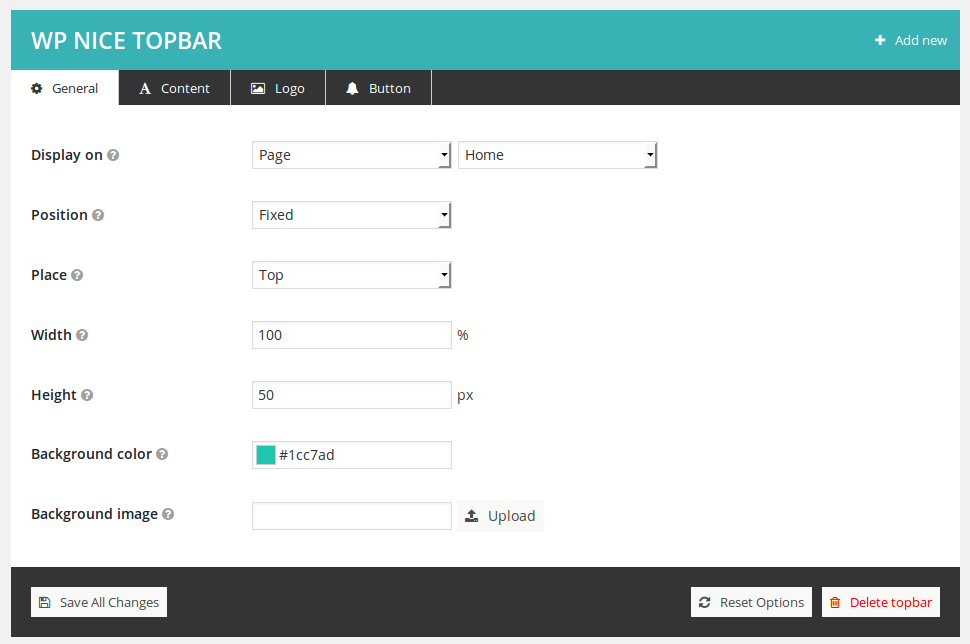 WP NICE TOPBAR
Add new
General Content Logo Button
Display on Page Home
Position Fixed
Place Top
Width 100 %
Height 50 px
Background color #1cc7ad
Background image Upload
Save All Changes Reset Options Delete topbar